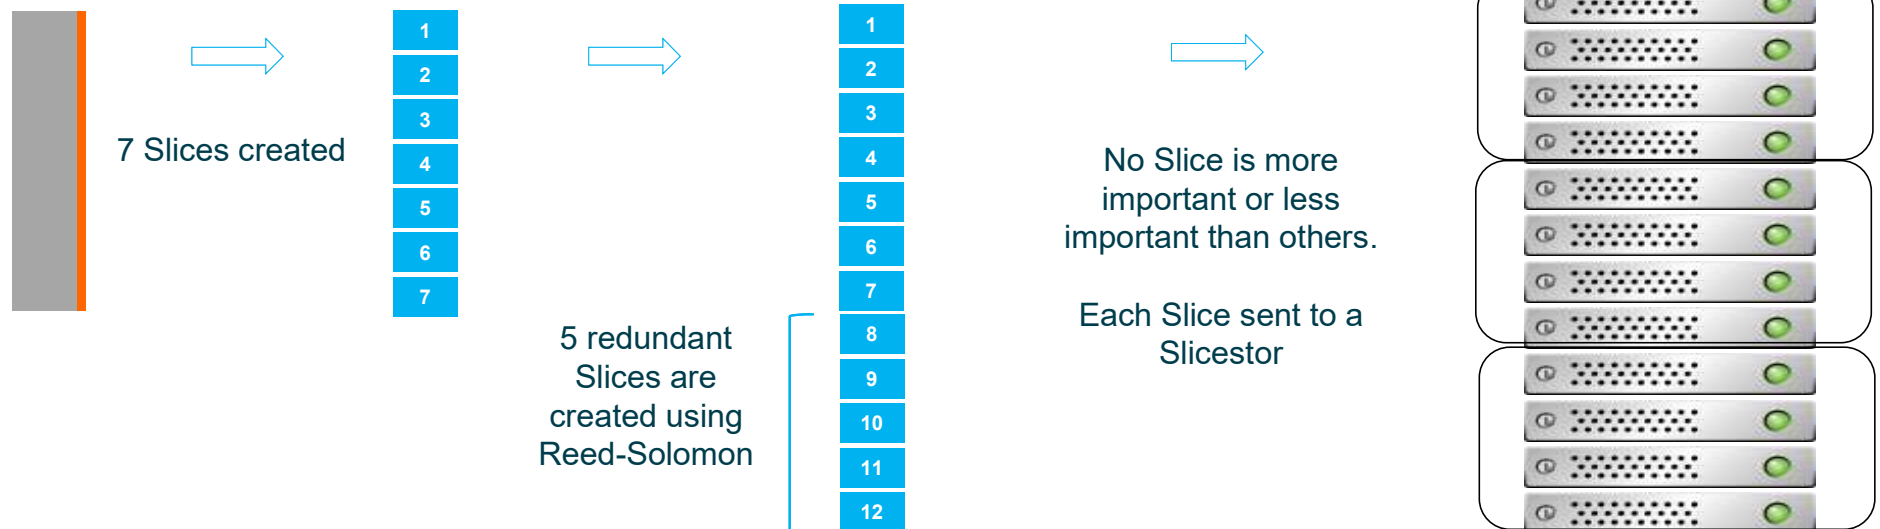 7 Slices created
1
2
3
4
5
6
7
5 redundant
Slices are
created using
Reed-Solomon
1
2
3
4
5
6
7
8
9
10
11
12
No Slice is more
important or less
important than others.
Each Slice sent to a
Slicestor